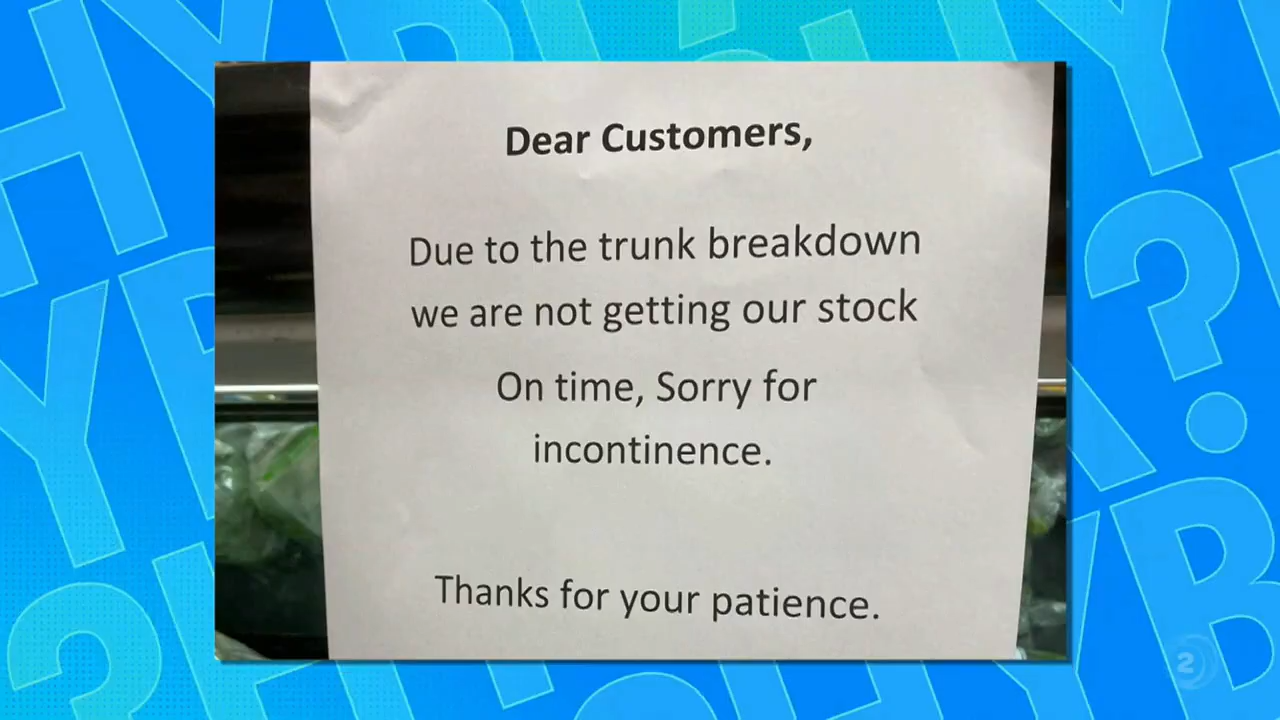 Dear Customers,
Due to the trunk breakdown
we are not getting our stock
On time, Sorry for
incontinence.
Thanks for your patience.
2